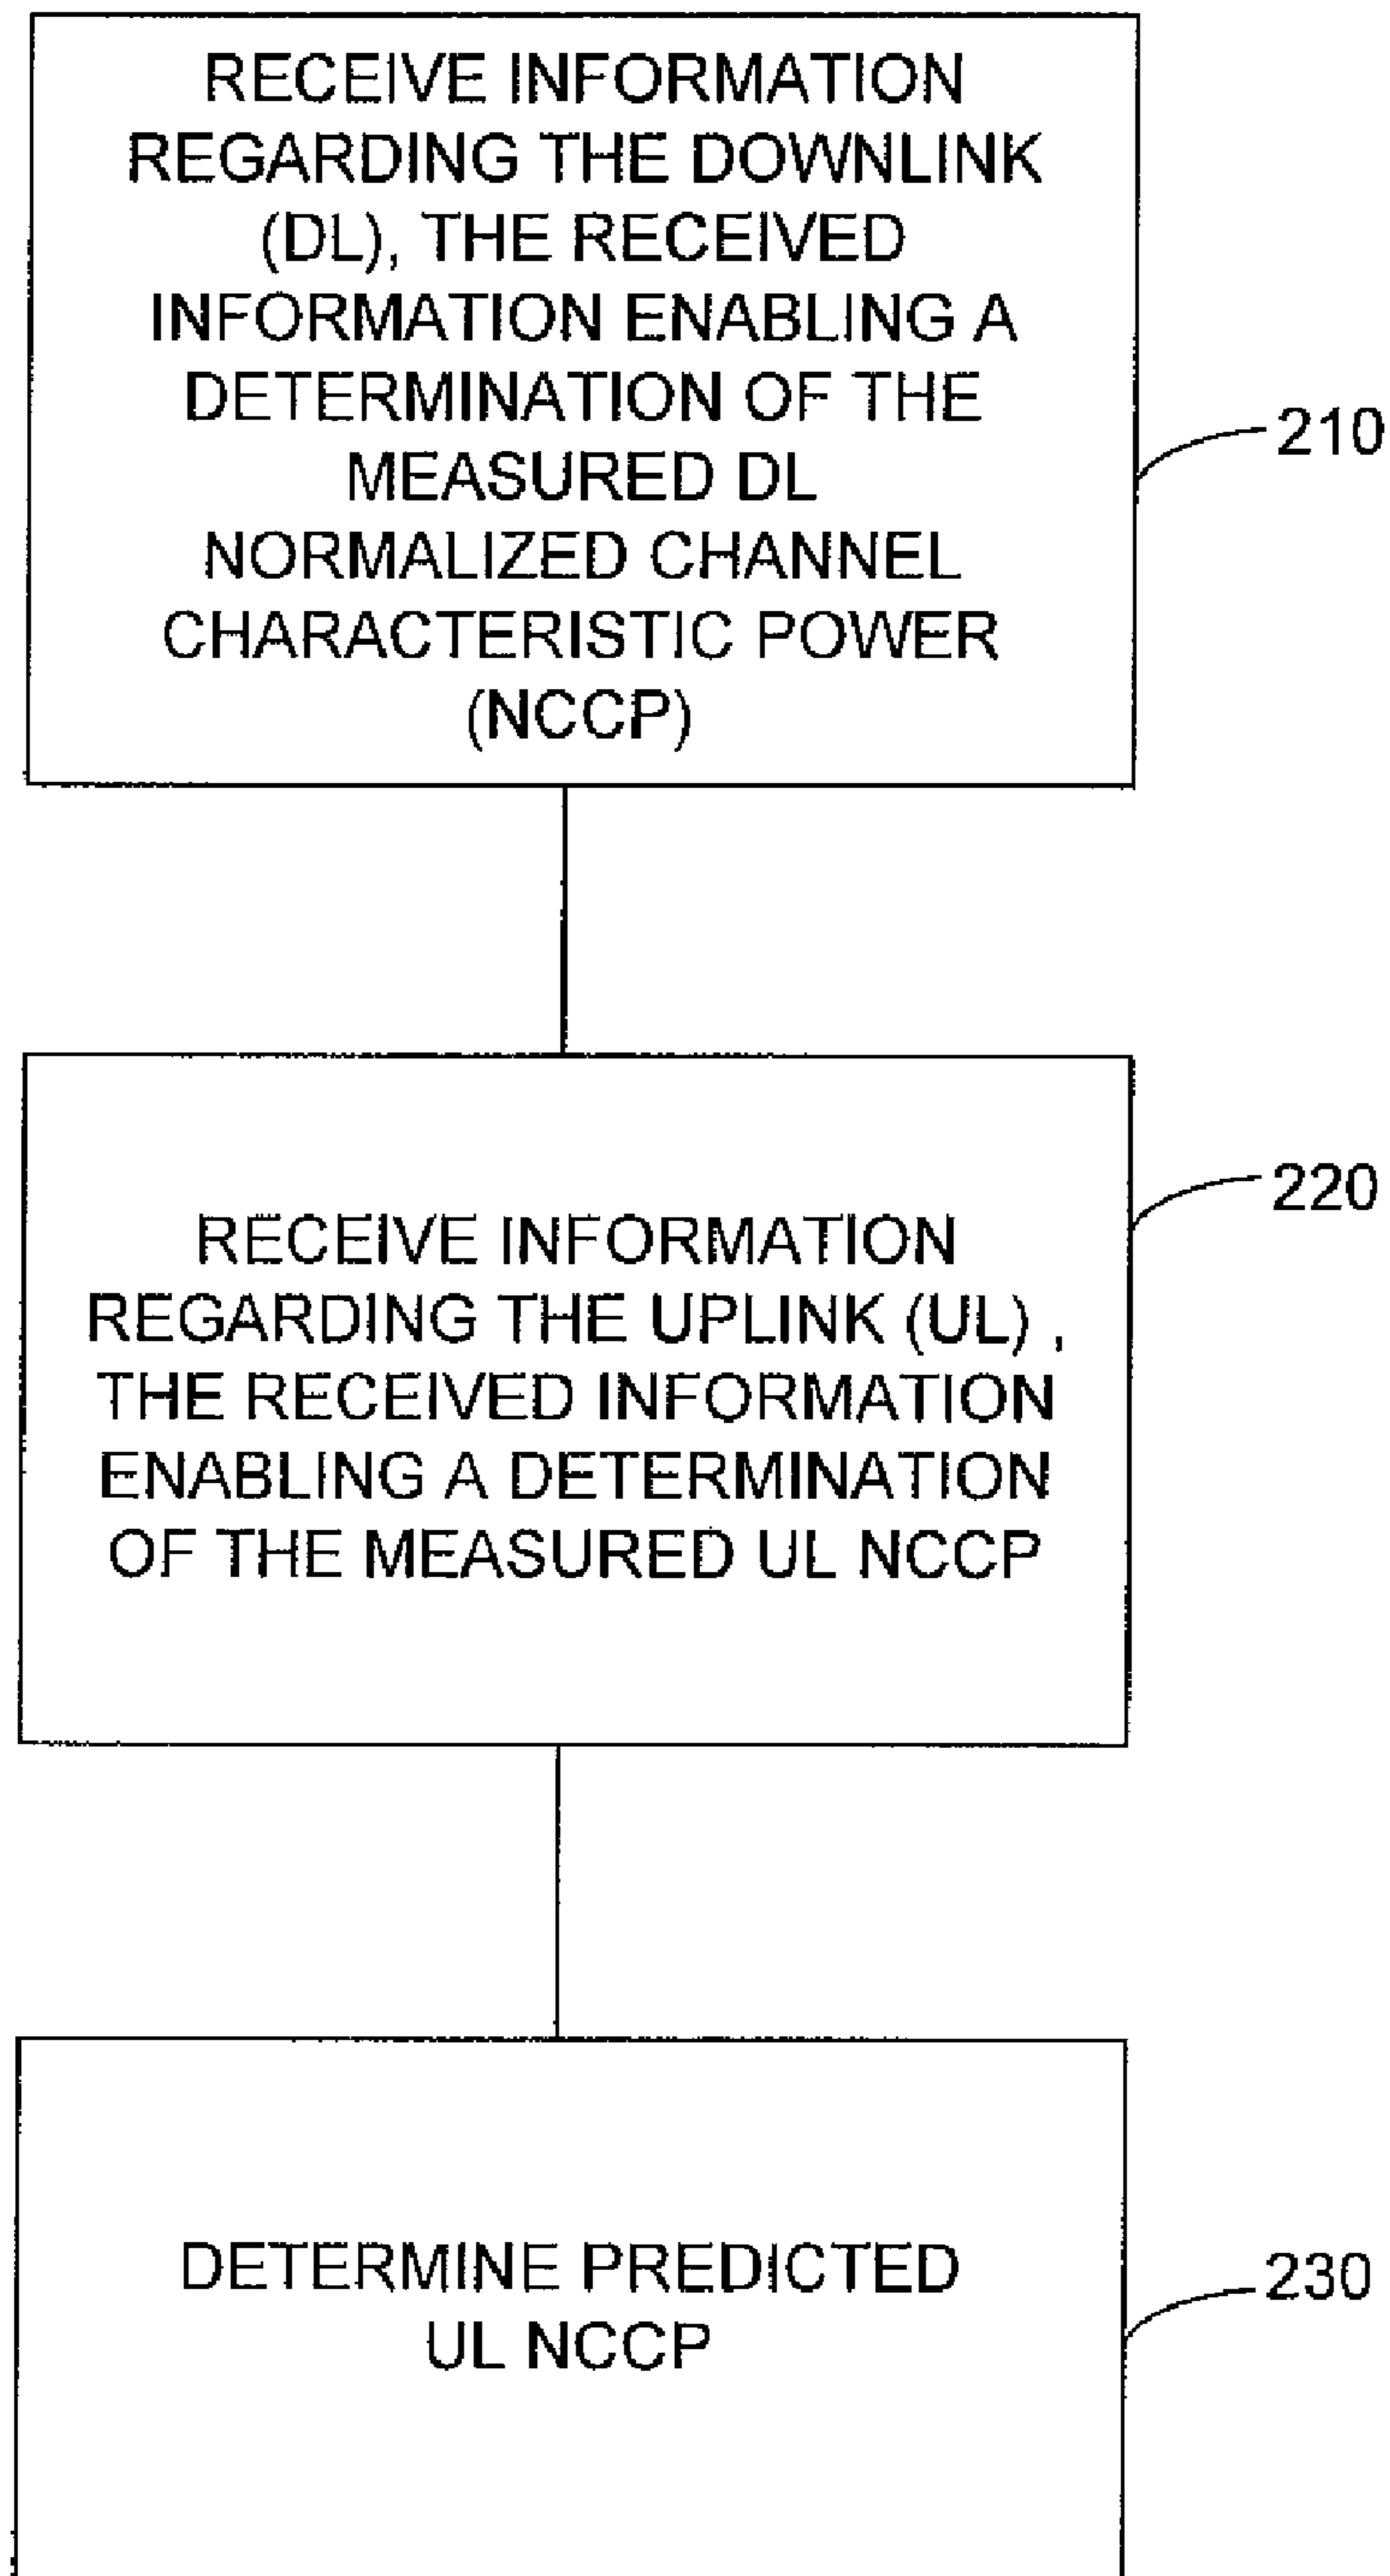 RECEIVE INFORMATION
REGARDING THE DOWNLINK
(DL), THE RECEIVED
INFORMATION ENABLING A
DETERMINATION OF THE
MEASURED DL
NORMALIZED CHANNEL
CHARACTERISTIC POWER
(NCCP)
210
RECEIVE INFORMATION
REGARDING THE UPLINK (UL) ,
THE RECEIVED INFORMATION
ENABLING A DETERMINATION
OF THE MEASURED UL NCCP
220
DETERMINE PREDICTED
UL NCCP
230